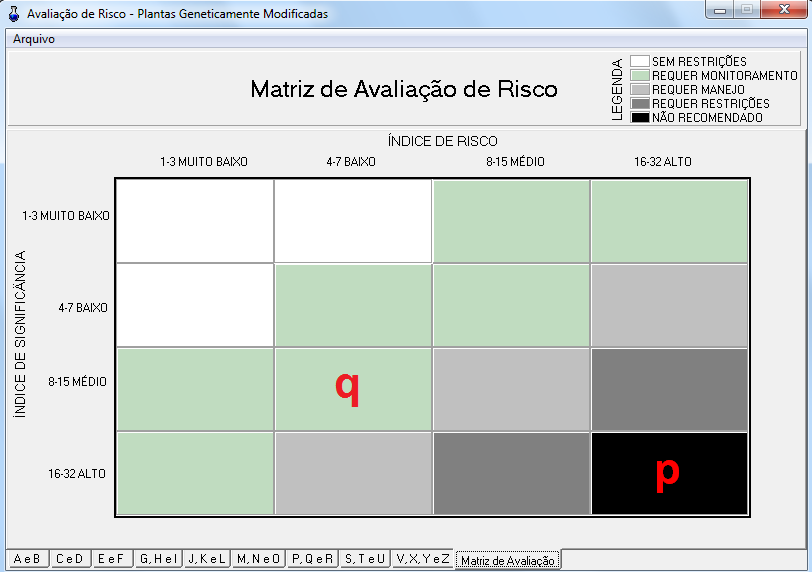 Avaliação de Risco - Plantas Geneticamente Modificadas
Arquivo
Matriz de Avaliação de Risco
LEGENDA
SEM RESTRIÇÕES
REQUER MONITORAMENTO
REQUER MANEJO
REQUER RESTRIÇÕES
NÃO RECOMENDADO
ÍNDICE DE RISCO
1-3 MUITO BAIXO 4-7 BAIXO 8-15 MÉDIO 16-32 ALTO
ÍNDICE DE SIGNIFICÂNCIA
1-3 MUITO BAIXO
4-7 BAIXO
8-15 MÉDIO q
16-32 ALTO p
A e B C e D E e F G, H e I J, K e L M, N e O P, Q e R S, T e U V, X, Y e Z Matriz de Avaliação